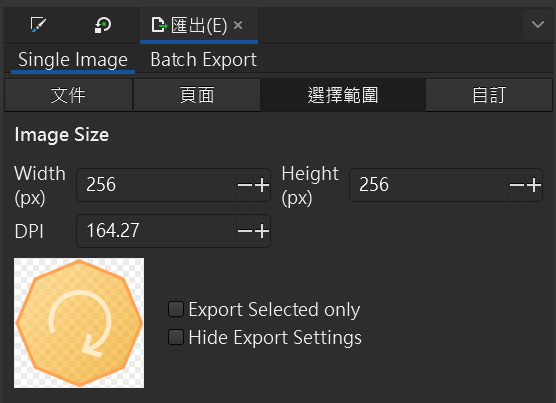 匯出(E) ×
Single Image Batch Export
文件 頁面 選擇範圍 自訂
Image Size
Width (px) 256 Height (px) 256
DPI 164.27
Export Selected only
Hide Export Settings